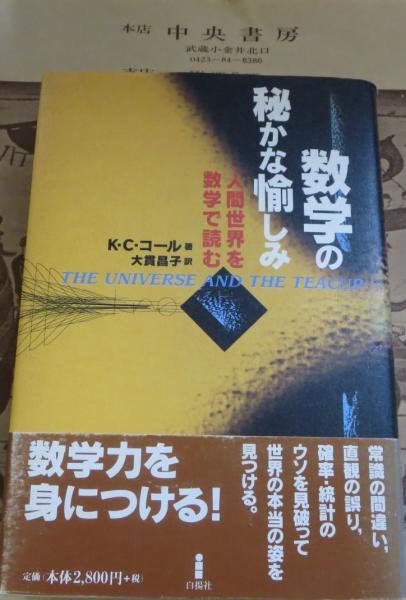 本店 中央書房
武蔵小金井北口
0423-84-8386
数学の
秘かな愉しみ
人間世界を
数学で読む
K・C・コール 著
大貫昌子 訳
THE UNIVERSE AND THE TEACUP
数学力を
身につける!
常識の間違い,
直観の誤り,
確率・統計の
ウソを見破って
世界の本当の姿を
見つける。
定価(本体2,800円+税)
白揚社